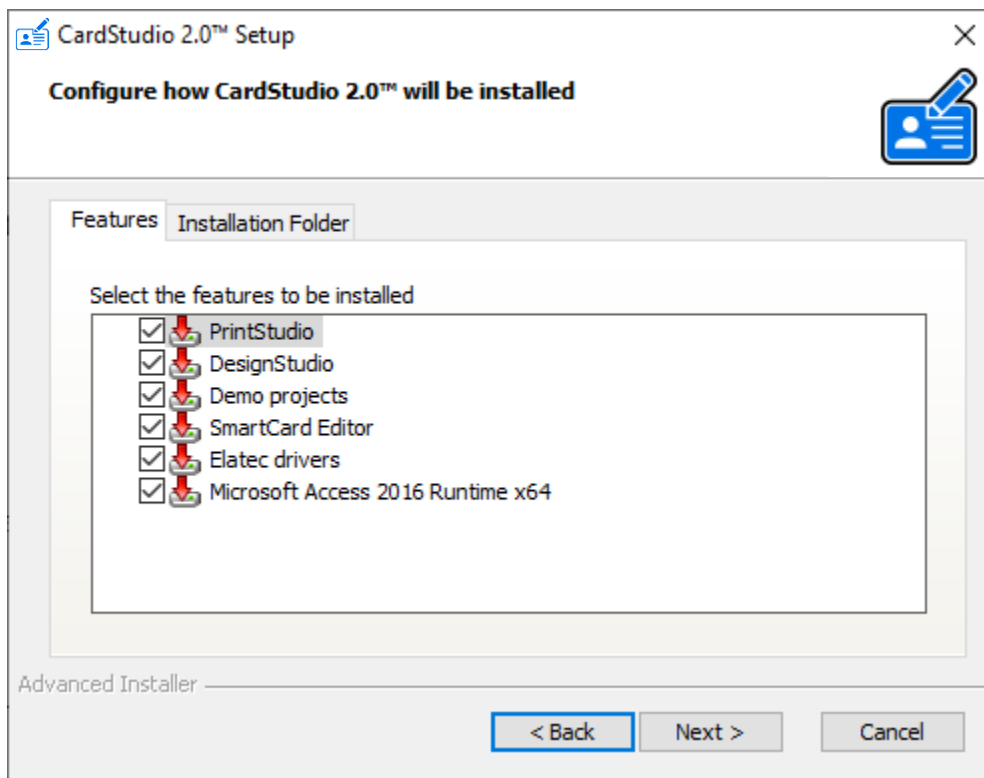 CardStudio 2.0™ Setup
Configure how CardStudio 2.0™ will be installed
Features
Installation Folder
Select the features to be installed
PrintStudio
DesignStudio
Demo projects
SmartCard Editor
Elatec drivers
Microsoft Access 2016 Runtime x64
Advanced Installer
< Back
Next >
Cancel